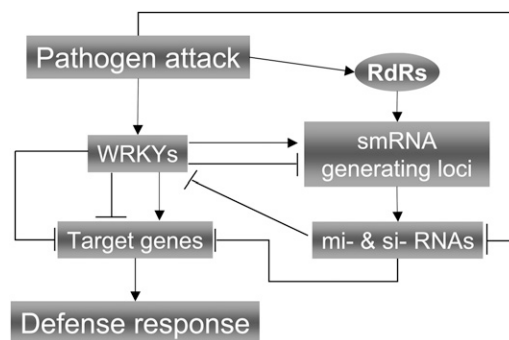 Pathogen attack
RdRs
WRKYs
smRNA
generating loci
Target genes
mi- & si- RNAs
Defense response